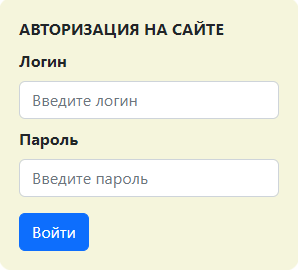 АВТОРИЗАЦИЯ НА САЙТЕ
Логин
Введите логин
Пароль
Введите пароль
Войти